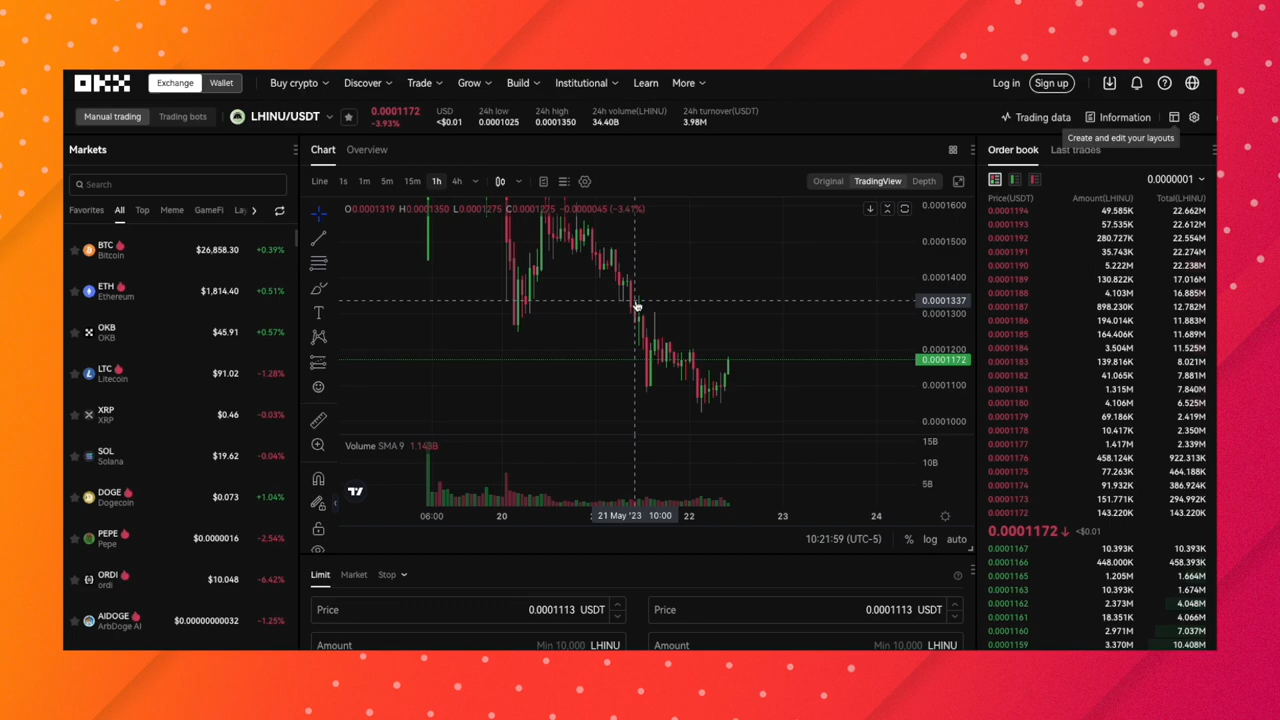 OKX Exchange Wallet Buy crypto Discover Trade Grow Build Institutional Learn More Log in Sign up
Manual trading Trading bots LHINU/USDT 0.0001172 -3.93% USD <$0.01 24h low 0.0001025 24h high 0.0001350 24h volume(LHINU) 34.40B 24h turnover(USDT) 3.98M Trading data Information
Create and edit your layouts
Markets
Search
Favorites All Top Meme GameFi
BTC Bitcoin $26,858.30 +0.39%
ETH Ethereum $1,814.40 +0.51%
OKB OKB $45.91 +0.57%
LTC Litecoin $91.02 -1.28%
XRP XRP $0.46 -0.03%
SOL Solana $19.62 -0.04%
DOGE Dogecoin $0.073 +1.04%
PEPE Pepe $0.0000016 -2.54%
ORDI ordi $10.048 -6.42%
AIDOGE ArbDoge AI $0.00000000032 -1.25%
Chart Overview
Line 1s 1m 5m 15m 1h 4h Original TradingView Depth
O0.0001319 H0.0001350 L0.0001275 C0.0001275 -0.0000045 (-3.41%)
0.0001600
0.0001500
0.0001400
0.0001337
0.0001300
0.0001200
0.0001172
0.0001100
0.0001000
Volume SMA 9 1.143B
15B
10B
5B
06:00 20 21 May '23 10:00 22 23 24
10:21:59 (UTC-5) % log auto
Limit Market Stop
Price 0.0001113 USDT Price 0.0001113 USDT
Amount Min 10,000 LHINU Amount Min 10,000 LHINU
Order book Last trades
0.0000001
Price(USDT) Amount(LHINU) Total(LHINU)
0.0001194 49.585K 22.662M
0.0001193 57.535K 22.612M
0.0001192 280.727K 22.554M
0.0001191 35.743K 22.274M
0.0001190 5.222M 22.238M
0.0001189 130.822K 17.016M
0.0001188 4.103M 16.885M
0.0001187 898.230K 12.782M
0.0001186 194.014K 11.883M
0.0001185 164.406K 11.689M
0.0001184 3.504M 11.525M
0.0001183 139.816K 8.021M
0.0001182 41.065K 7.881M
0.0001181 1.315M 7.840M
0.0001180 4.106M 6.525M
0.0001179 69.186K 2.419M
0.0001178 10.410K 2.350M
0.0001177 1.417M 2.339M
0.0001176 458.124K 922.313K
0.0001175 77.263K 464.188K
0.0001174 91.932K 386.924K
0.0001173 151.771K 294.992K
0.0001172 143.220K 143.220K
0.0001172 <$0.01
0.0001167 10.393K 10.393K
0.0001166 448.000K 458.393K
0.0001165 1.205M 1.664M
0.0001163 10.393K 1.674M
0.0001162 2.373M 4.048M
0.0001161 18.351K 4.066M
0.0001160 2.971M 7.037M
0.0001159 3.370M 10.408M